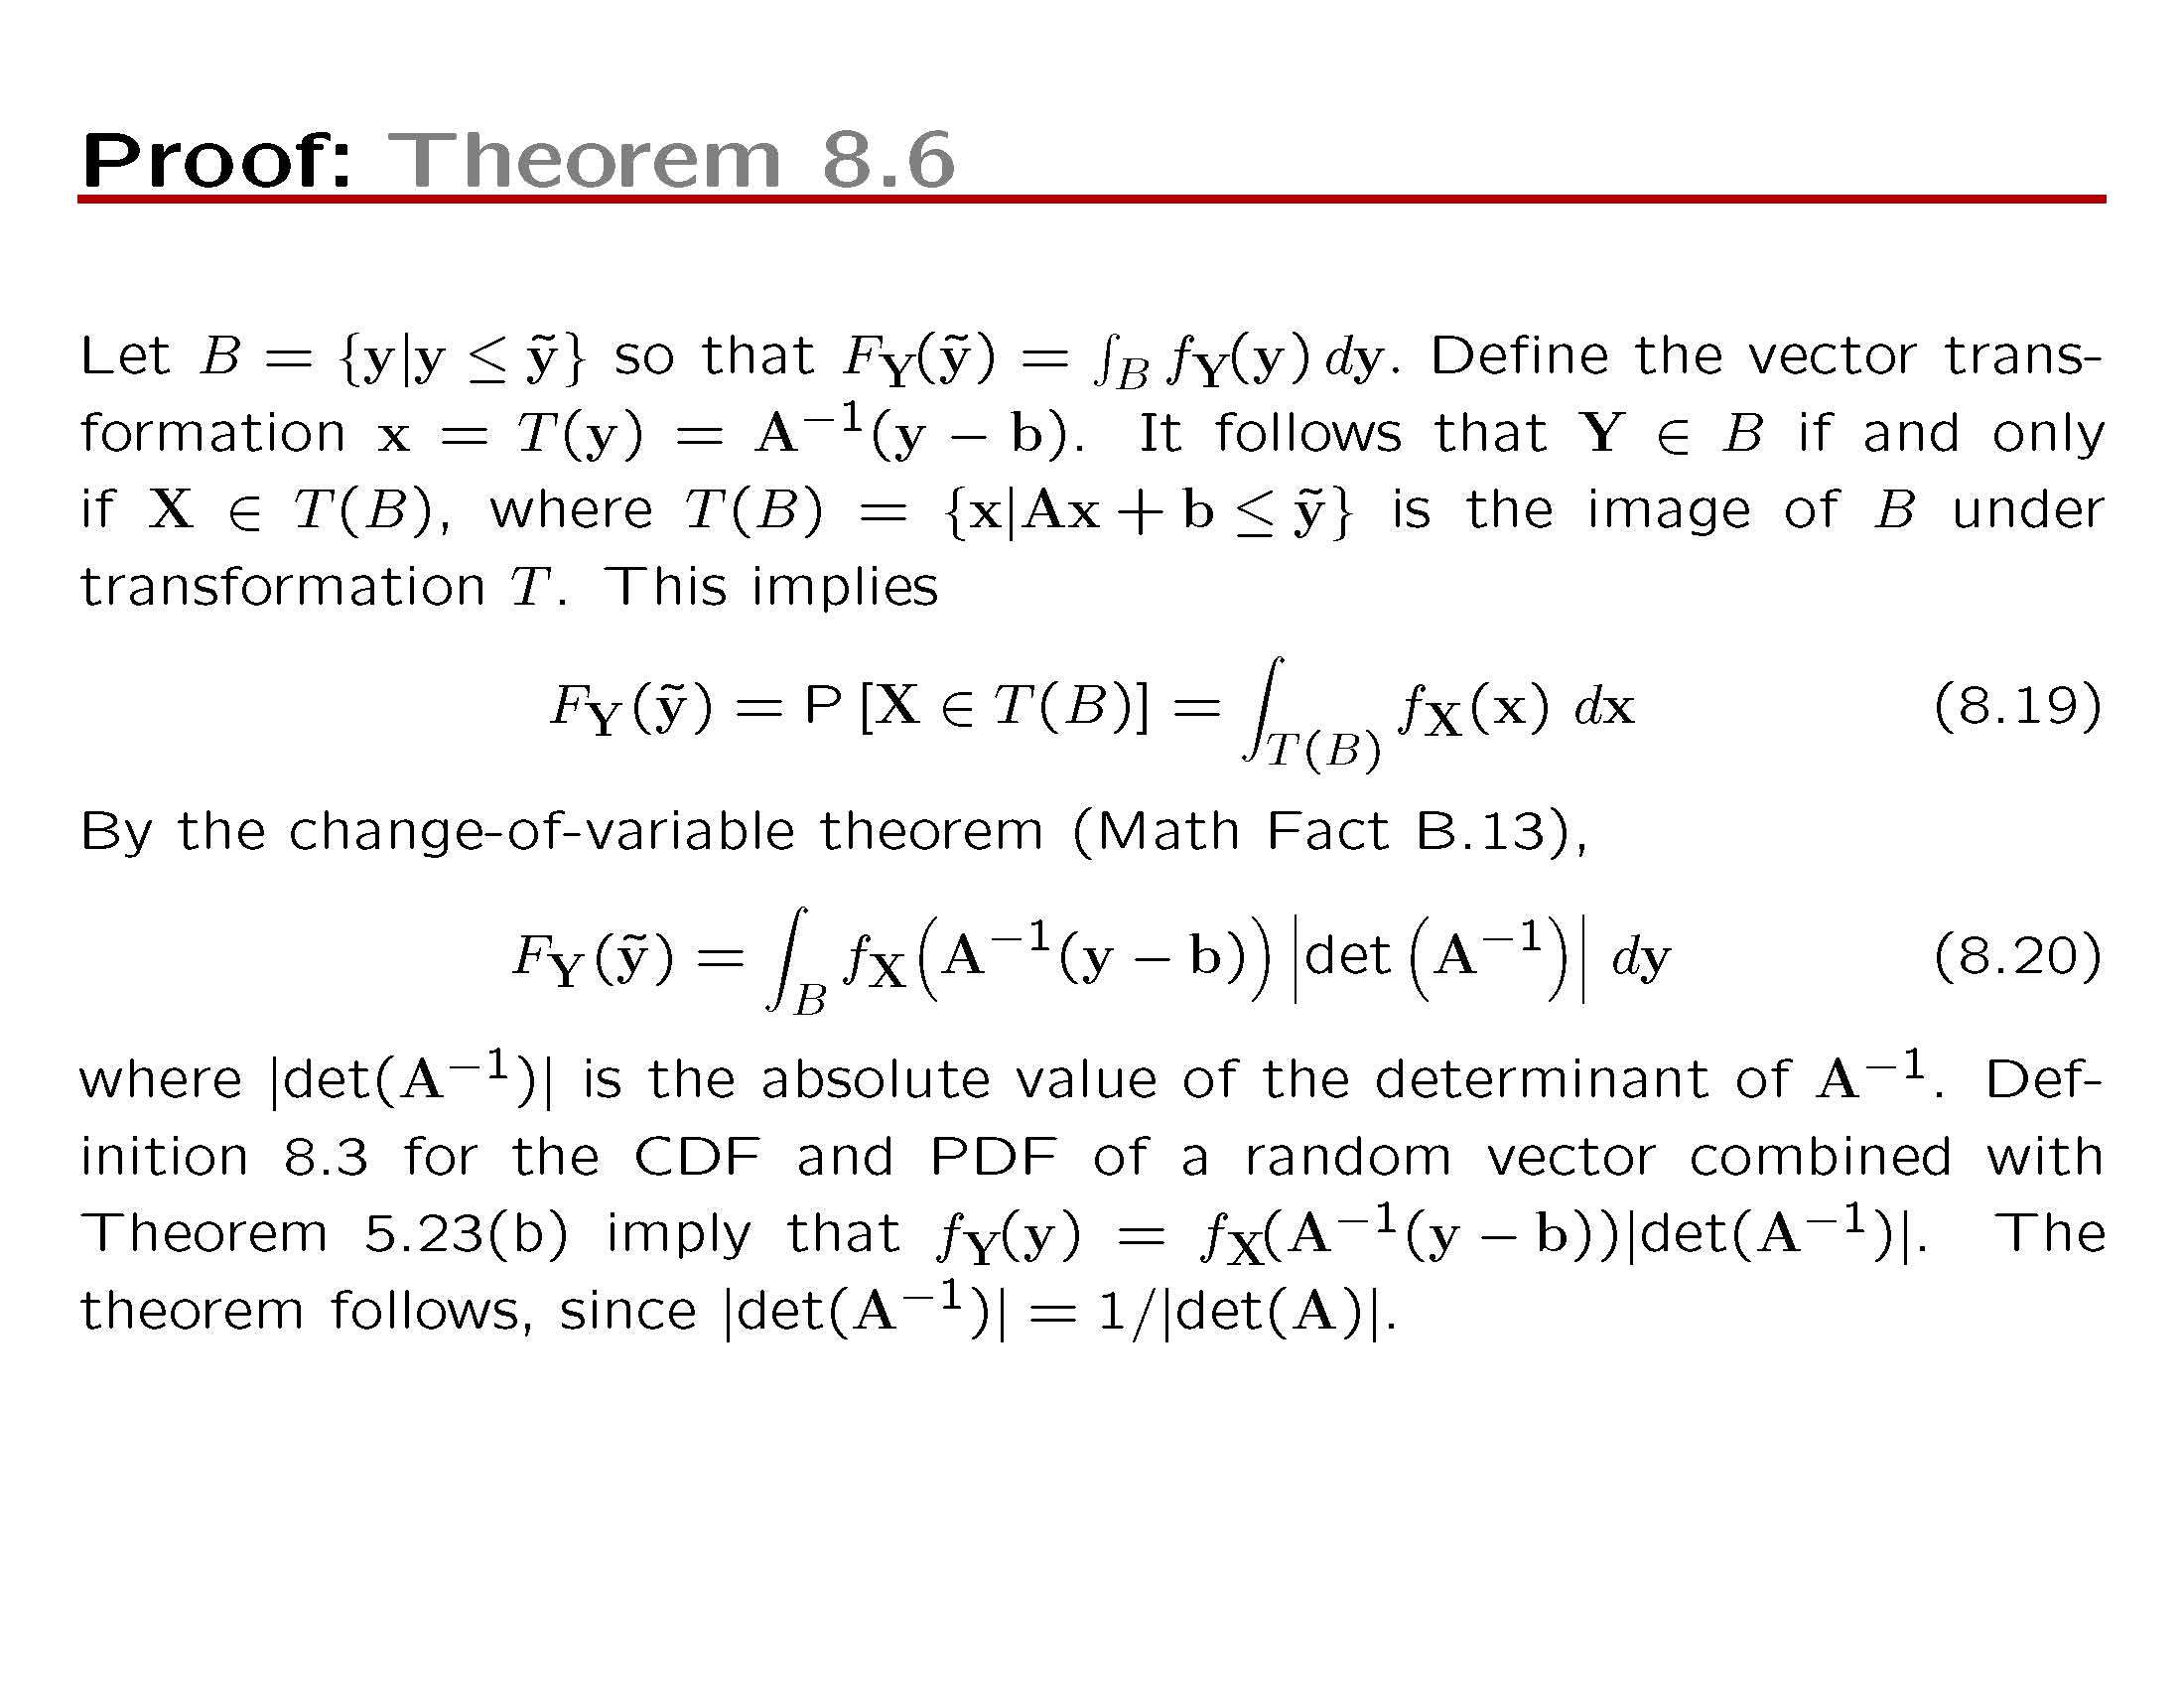 Proof: Theorem 8.6
Let B = {y|y ≤ ỹ} so that F_Y(ỹ) = ∫_B f_Y(y) dy. Define the vector trans-
formation x = T(y) = A⁻¹(y − b). It follows that Y ∈ B if and only
if X ∈ T(B), where T(B) = {x|Ax + b ≤ ỹ} is the image of B under
transformation T. This implies
F_Y(ỹ) = P [X ∈ T(B)] = ∫_{T(B)} f_X(x) dx (8.19)
By the change-of-variable theorem (Math Fact B.13),
F_Y(ỹ) = ∫_B f_X(A⁻¹(y − b)) |det (A⁻¹)| dy (8.20)
where |det(A⁻¹)| is the absolute value of the determinant of A⁻¹. Def-
inition 8.3 for the CDF and PDF of a random vector combined with
Theorem 5.23(b) imply that f_Y(y) = f_X(A⁻¹(y − b))|det(A⁻¹)|. The
theorem follows, since |det(A⁻¹)| = 1/|det(A)|.